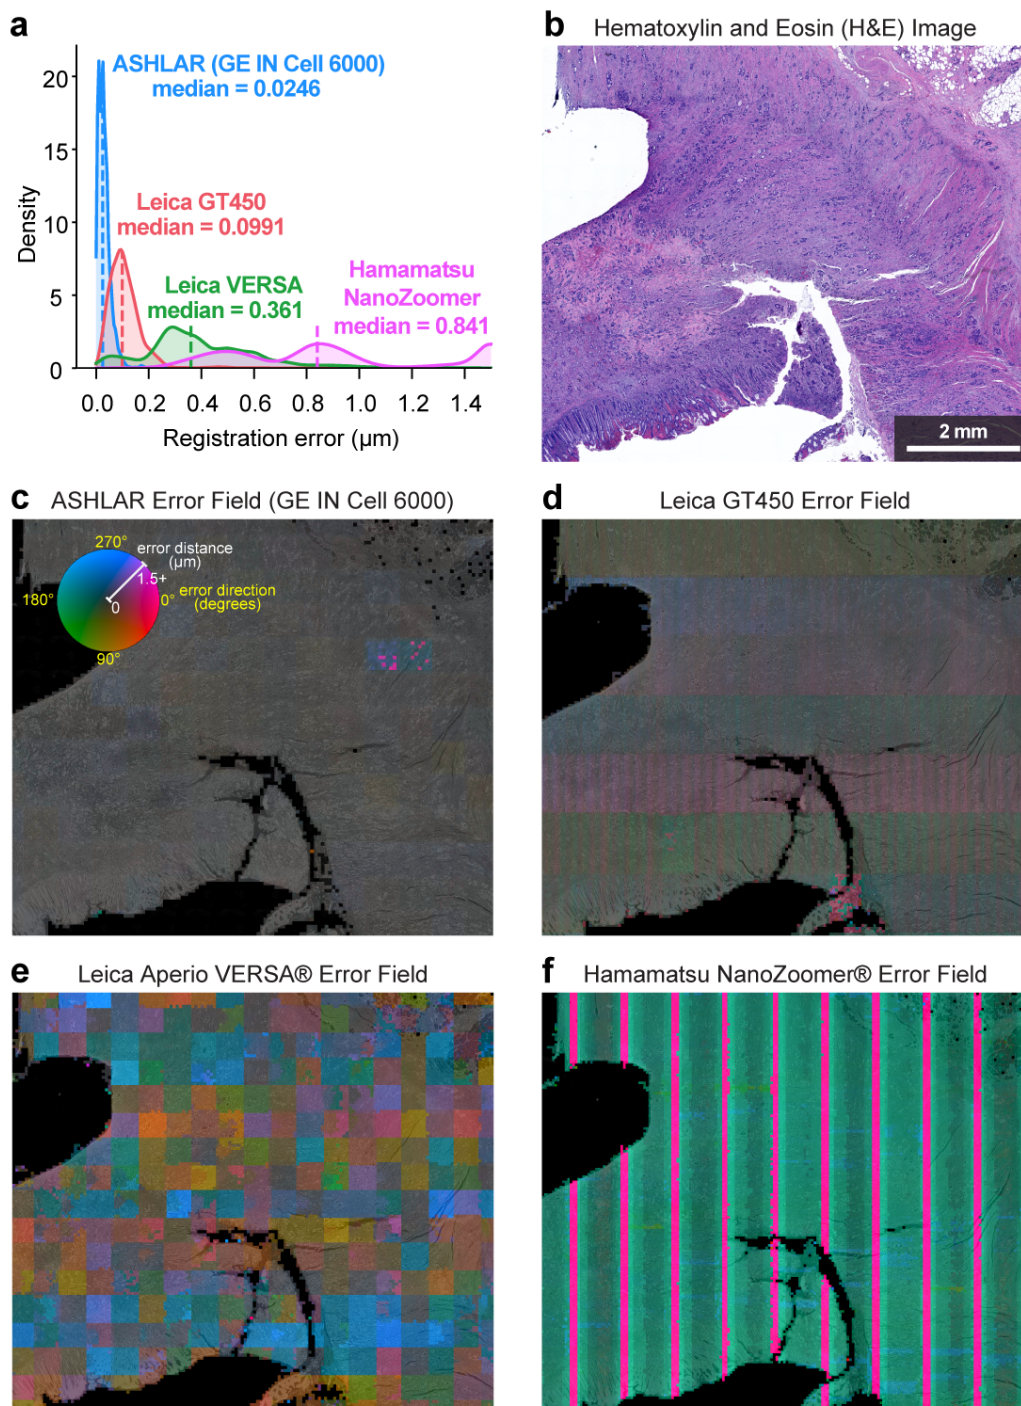 a
ASHLAR (GE IN Cell 6000)
median = 0.0246
Leica GT450
median = 0.0991
Leica VERSA
median = 0.361
Hamamatsu
NanoZoomer
median = 0.841
Density
20
15
10
5
0
0.0 0.2 0.4 0.6 0.8 1.0 1.2 1.4
Registration error (µm)
b Hematoxylin and Eosin (H&E) Image
2 mm
c ASHLAR Error Field (GE IN Cell 6000)
270°
error distance
(µm)
1.5+
180°
0
0°
error direction
(degrees)
90°
d Leica GT450 Error Field
e Leica Aperio VERSA® Error Field
f Hamamatsu NanoZoomer® Error Field